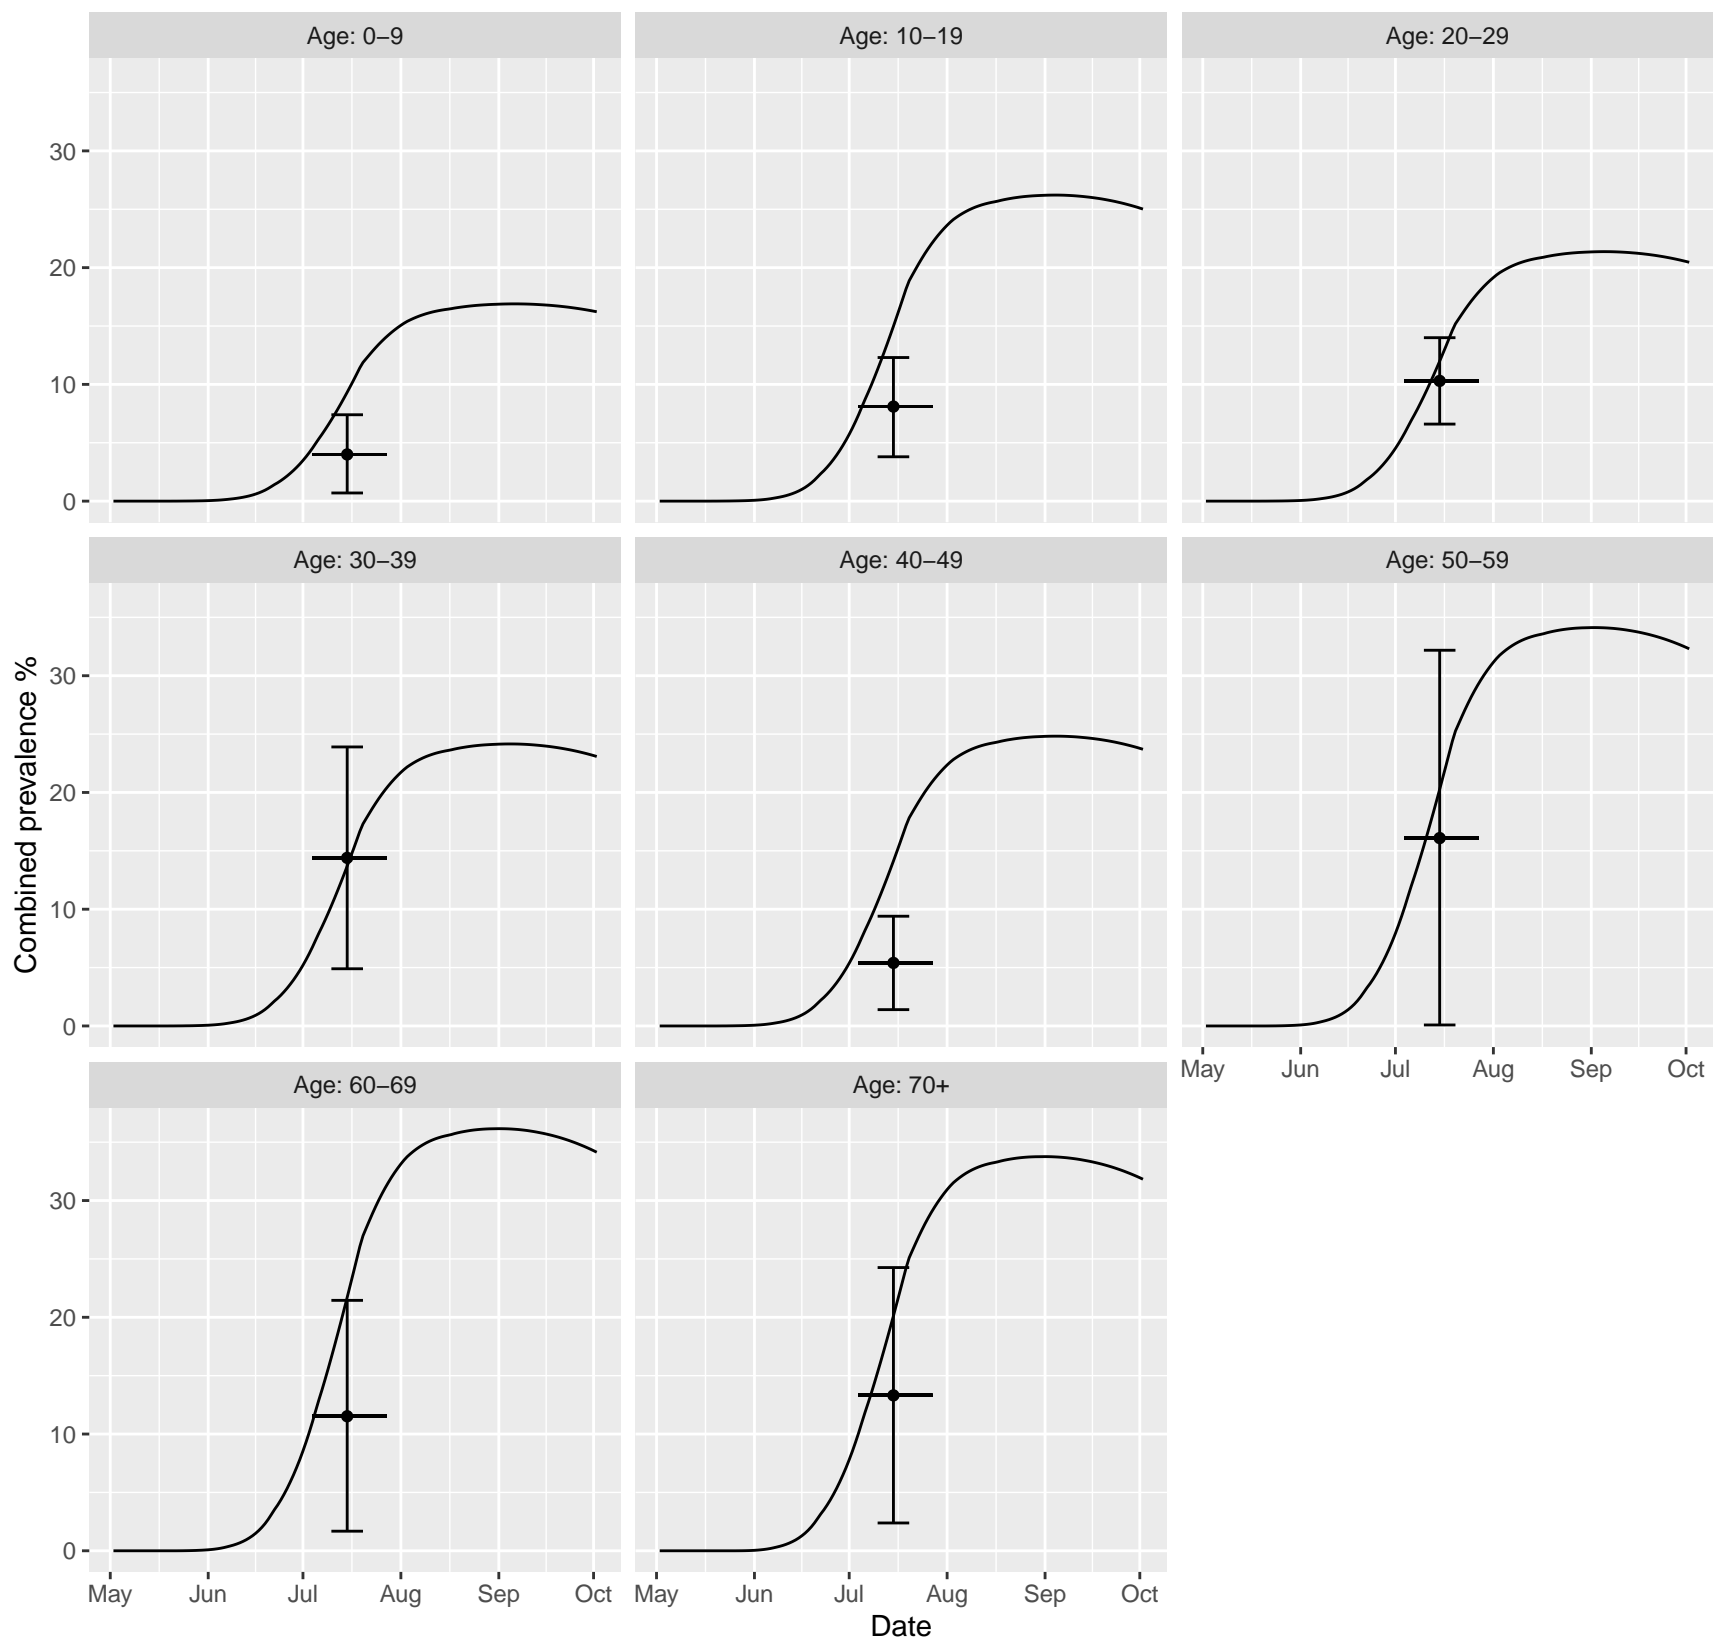 Age: 0–9
Age: 10–19
Age: 20–29
30
20
10
0
Age: 30–39
Age: 40–49
Age: 50–59
Combined prevalence %
30
20
10
0
May Jun Jul Aug Sep Oct
Age: 60–69
Age: 70+
30
20
10
0
May Jun Jul Aug Sep Oct
May Jun Jul Aug Sep Oct
Date